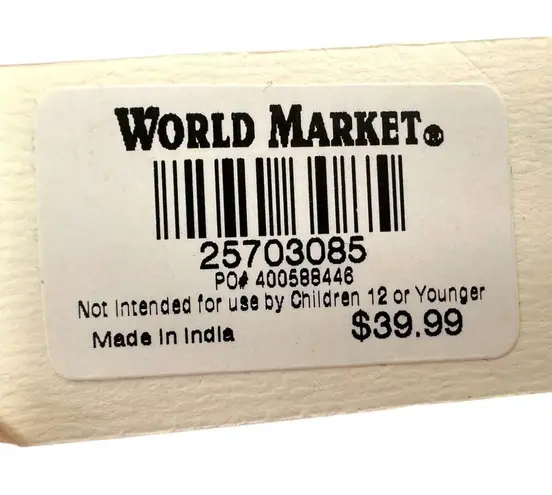 WORLD MARKET®
25703085
PO# 400588446
Not Intended for use by Children 12 or Younger
Made In India $39.99